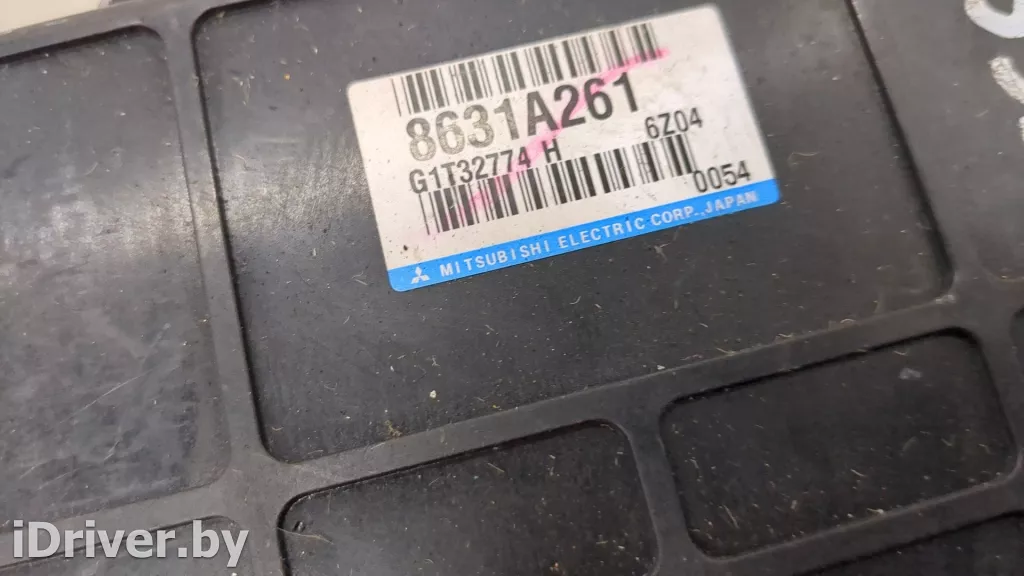 8631A261
G1T32774 H 6Z04
0054
MITSUBISHI ELECTRIC CORP., JAPAN
iDriver.by